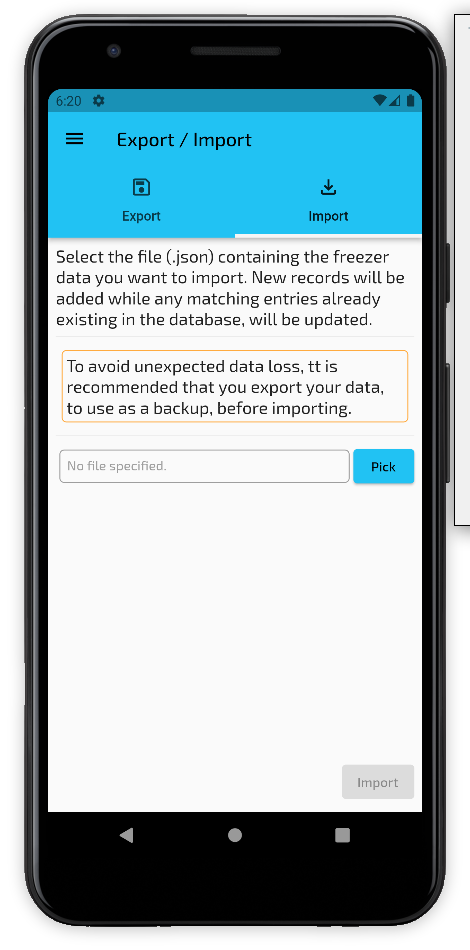 6:20
Export / Import
Export
Import
Select the file (.json) containing the freezer
data you want to import. New records will be
added while any matching entries already
existing in the database, will be updated.
To avoid unexpected data loss, tt is
recommended that you export your data,
to use as a backup, before importing.
No file specified.
Pick
Import